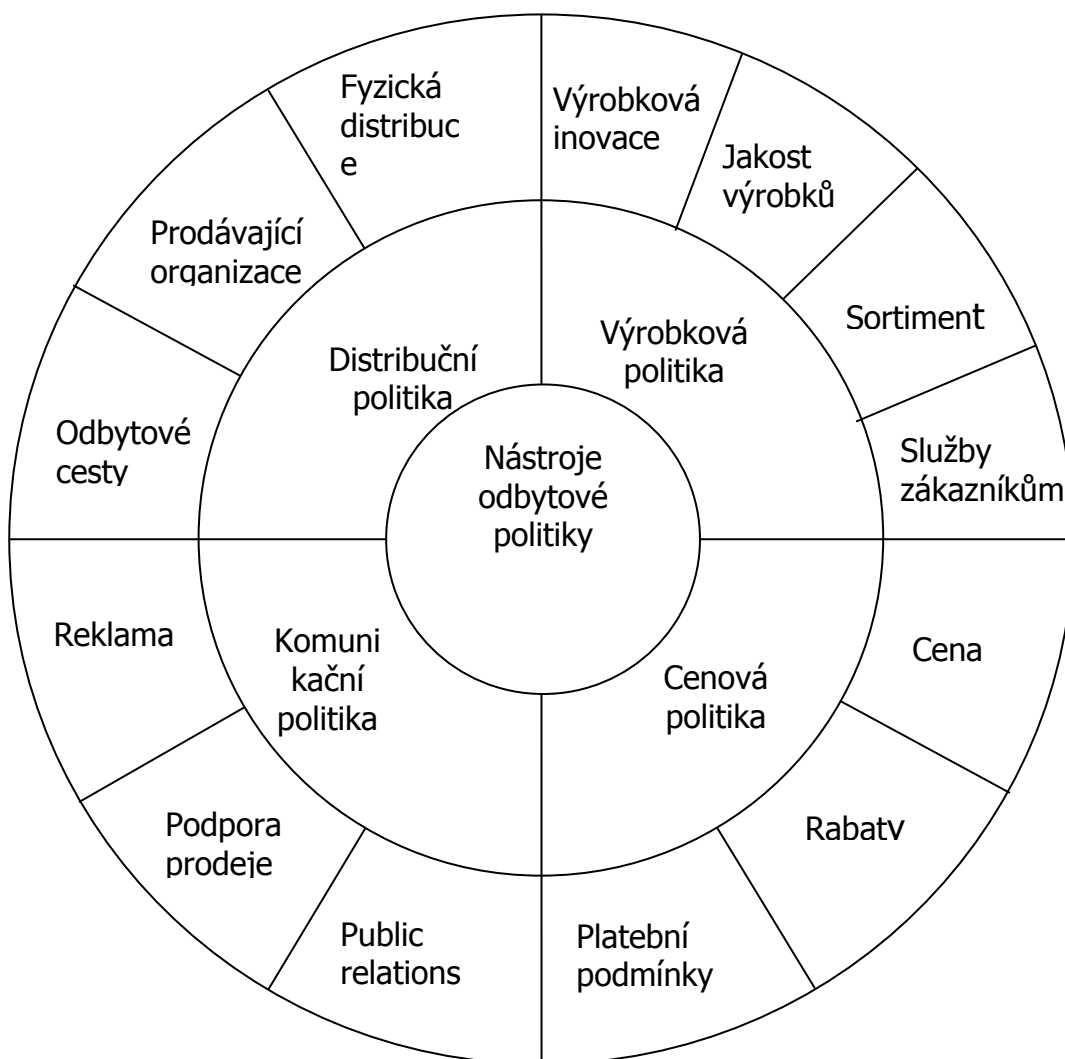 Fyzická
distribuc
e
Výrobková
inovace
Jakost
výrobků
Prodávající
organizace
Sortiment
Distribuční
politika
Výrobková
politika
Odbytové
cesty
Nástroje
odbytové
politiky
Služby
zákazníkům
Reklama
Komuni
kační
politika
Cenová
politika
Cena
Podpora
prodeje
Rabaty
Public
relations
Platební
podmínky